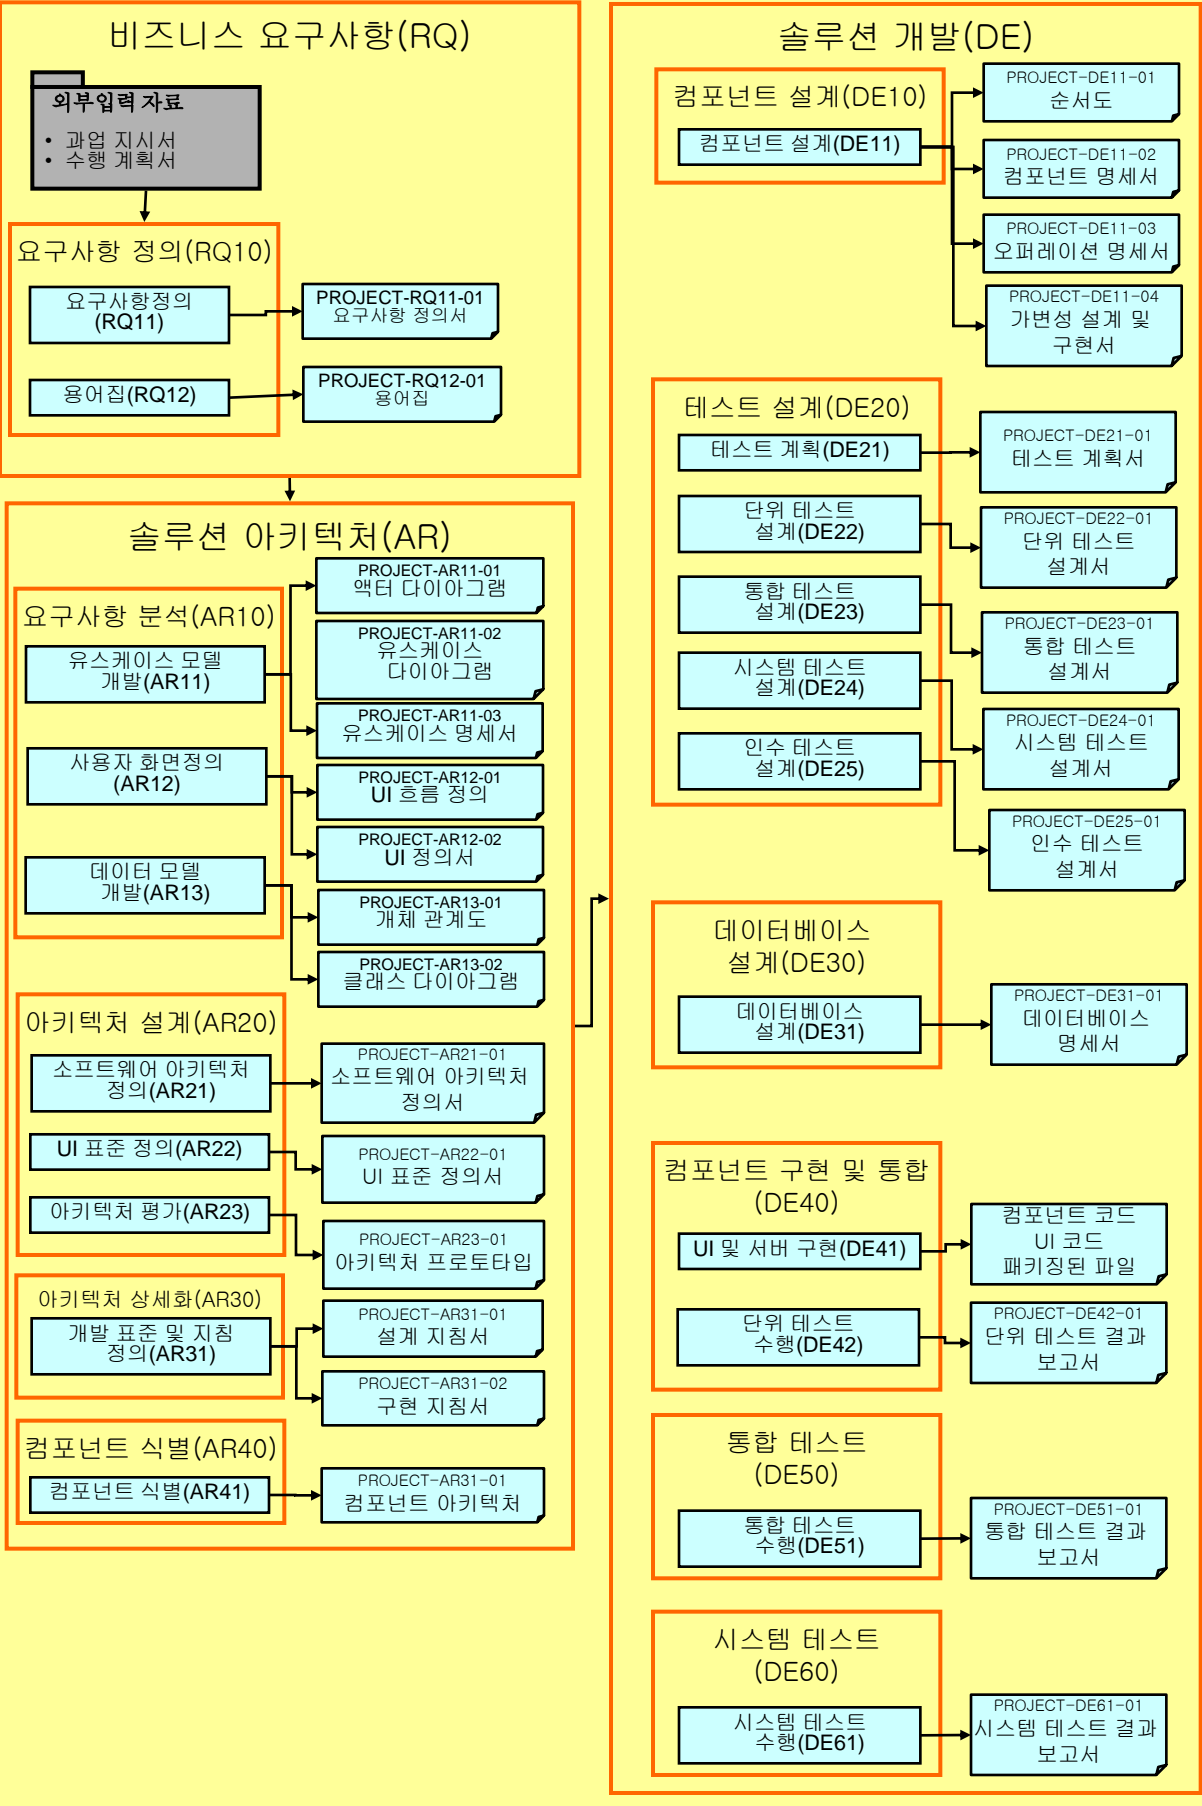 비즈니스 요구사항(RQ)
외부입력 자료
• 과업 지시서
• 수행 계획서
요구사항 정의(RQ10)
요구사항정의
(RQ11)
PROJECT-RQ11-01
요구사항 정의서
용어집(RQ12)
PROJECT-RQ12-01
용어집
솔루션 아키텍처(AR)
요구사항 분석(AR10)
유스케이스 모델
개발(AR11)
PROJECT-AR11-01
액터 다이아그램
PROJECT-AR11-02
유스케이스
다이아그램
PROJECT-AR11-03
유스케이스 명세서
사용자 화면정의
(AR12)
PROJECT-AR12-01
UI 흐름 정의
PROJECT-AR12-02
UI 정의서
데이터 모델
개발(AR13)
PROJECT-AR13-01
개체 관계도
PROJECT-AR13-02
클래스 다이아그램
아키텍처 설계(AR20)
소프트웨어 아키텍처
정의(AR21)
PROJECT-AR21-01
소프트웨어 아키텍처
정의서
UI 표준 정의(AR22)
PROJECT-AR22-01
UI 표준 정의서
아키텍처 평가(AR23)
PROJECT-AR23-01
아키텍처 프로토타입
아키텍처 상세화(AR30)
개발 표준 및 지침
정의(AR31)
PROJECT-AR31-01
설계 지침서
PROJECT-AR31-02
구현 지침서
컴포넌트 식별(AR40)
컴포넌트 식별(AR41)
PROJECT-AR31-01
컴포넌트 아키텍처
솔루션 개발(DE)
컴포넌트 설계(DE10)
컴포넌트 설계(DE11)
PROJECT-DE11-01
순서도
PROJECT-DE11-02
컴포넌트 명세서
PROJECT-DE11-03
오퍼레이션 명세서
PROJECT-DE11-04
가변성 설계 및
구현서
테스트 설계(DE20)
테스트 계획(DE21)
PROJECT-DE21-01
테스트 계획서
단위 테스트
설계(DE22)
PROJECT-DE22-01
단위 테스트
설계서
통합 테스트
설계(DE23)
PROJECT-DE23-01
통합 테스트
설계서
시스템 테스트
설계(DE24)
PROJECT-DE24-01
시스템 테스트
설계서
인수 테스트
설계(DE25)
PROJECT-DE25-01
인수 테스트
설계서
데이터베이스
설계(DE30)
데이터베이스
설계(DE31)
PROJECT-DE31-01
데이터베이스
명세서
컴포넌트 구현 및 통합
(DE40)
UI 및 서버 구현(DE41)
컴포넌트 코드
UI 코드
패키징된 파일
단위 테스트
수행(DE42)
PROJECT-DE42-01
단위 테스트 결과
보고서
통합 테스트
(DE50)
통합 테스트
수행(DE51)
PROJECT-DE51-01
통합 테스트 결과
보고서
시스템 테스트
(DE60)
시스템 테스트
수행(DE61)
PROJECT-DE61-01
시스템 테스트 결과
보고서